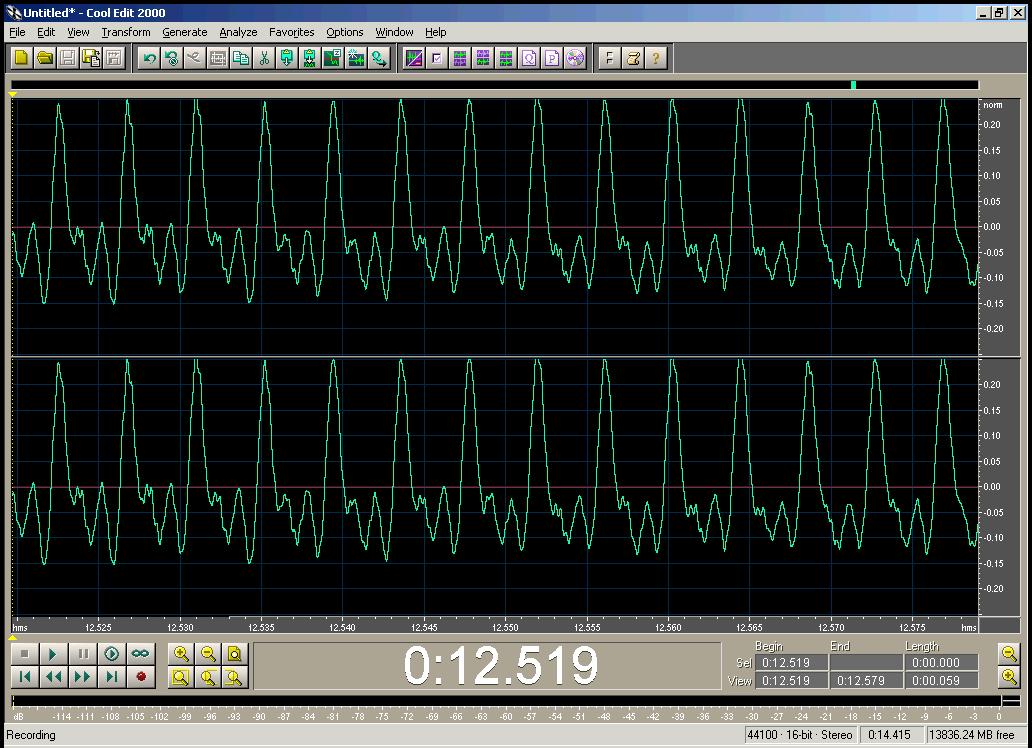 Untitled* - Cool Edit 2000
File Edit View Transform Generate Analyze Favorites Options Window Help
F ?
norm
0.20
0.15
0.10
0.05
0.00
-0.05
-0.10
-0.15
-0.20
0.20
0.15
0.10
0.05
0.00
-0.05
-0.10
-0.15
-0.20
hms 12.525 12.530 12.535 12.540 12.545 12.550 12.555 12.560 12.565 12.570 12.575 hms
0:12.519
Begin End Length
Sel 0:12.519 0:00.000
View 0:12.519 0:12.579 0:00.059
dB -114 -111 -108 -105 -102 -99 -96 -93 -90 -87 -84 -81 -78 -75 -72 -69 -66 -63 -60 -57 -54 -51 -48 -45 -42 -39 -36 -33 -30 -27 -24 -21 -18 -15 -12 -9 -6 -3 0
Recording 44100 · 16-bit · Stereo 0:14.415 13836.24 MB free